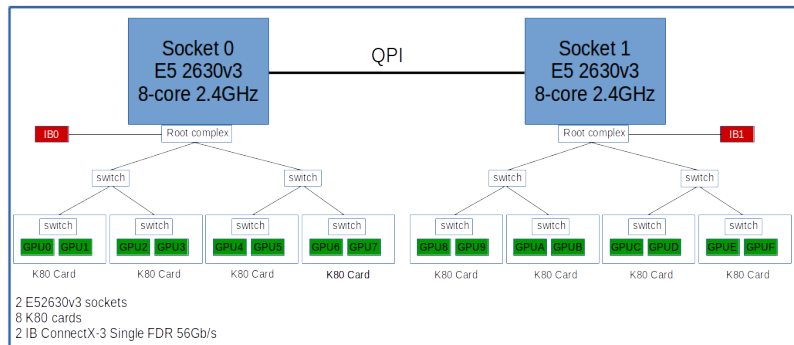 Socket 0
E5 2630v3
8-core 2.4GHz
QPI
Socket 1
E5 2630v3
8-core 2.4GHz
IB0
Root complex
Root complex
IB1
switch
switch
switch
switch
switch
switch
switch
switch
switch
switch
switch
switch
GPU0 GPU1
GPU2 GPU3
GPU4 GPU5
GPU6 GPU7
GPU8 GPU9
GPUA GPUB
GPUC GPUD
GPUE GPUF
K80 Card
K80 Card
K80 Card
K80 Card
K80 Card
K80 Card
K80 Card
K80 Card
2 E52630v3 sockets
8 K80 cards
2 IB ConnectX-3 Single FDR 56Gb/s